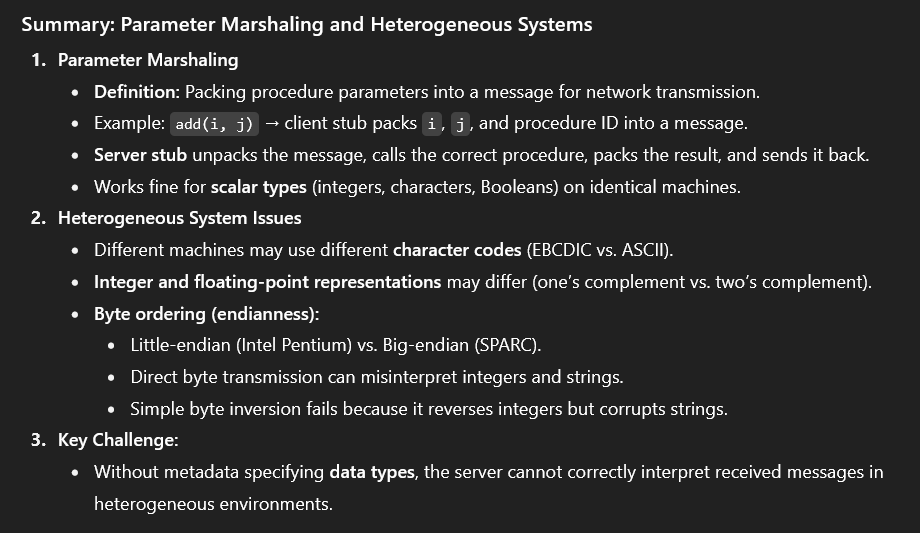 Summary: Parameter Marshaling and Heterogeneous Systems
1. Parameter Marshaling
• Definition: Packing procedure parameters into a message for network transmission.
• Example: add(i, j) → client stub packs i, j, and procedure ID into a message.
• Server stub unpacks the message, calls the correct procedure, packs the result, and sends it back.
• Works fine for scalar types (integers, characters, Booleans) on identical machines.
2. Heterogeneous System Issues
• Different machines may use different character codes (EBCDIC vs. ASCII).
• Integer and floating-point representations may differ (one’s complement vs. two’s complement).
• Byte ordering (endianness):
• Little-endian (Intel Pentium) vs. Big-endian (SPARC).
• Direct byte transmission can misinterpret integers and strings.
• Simple byte inversion fails because it reverses integers but corrupts strings.
3. Key Challenge:
• Without metadata specifying data types, the server cannot correctly interpret received messages in
heterogeneous environments.